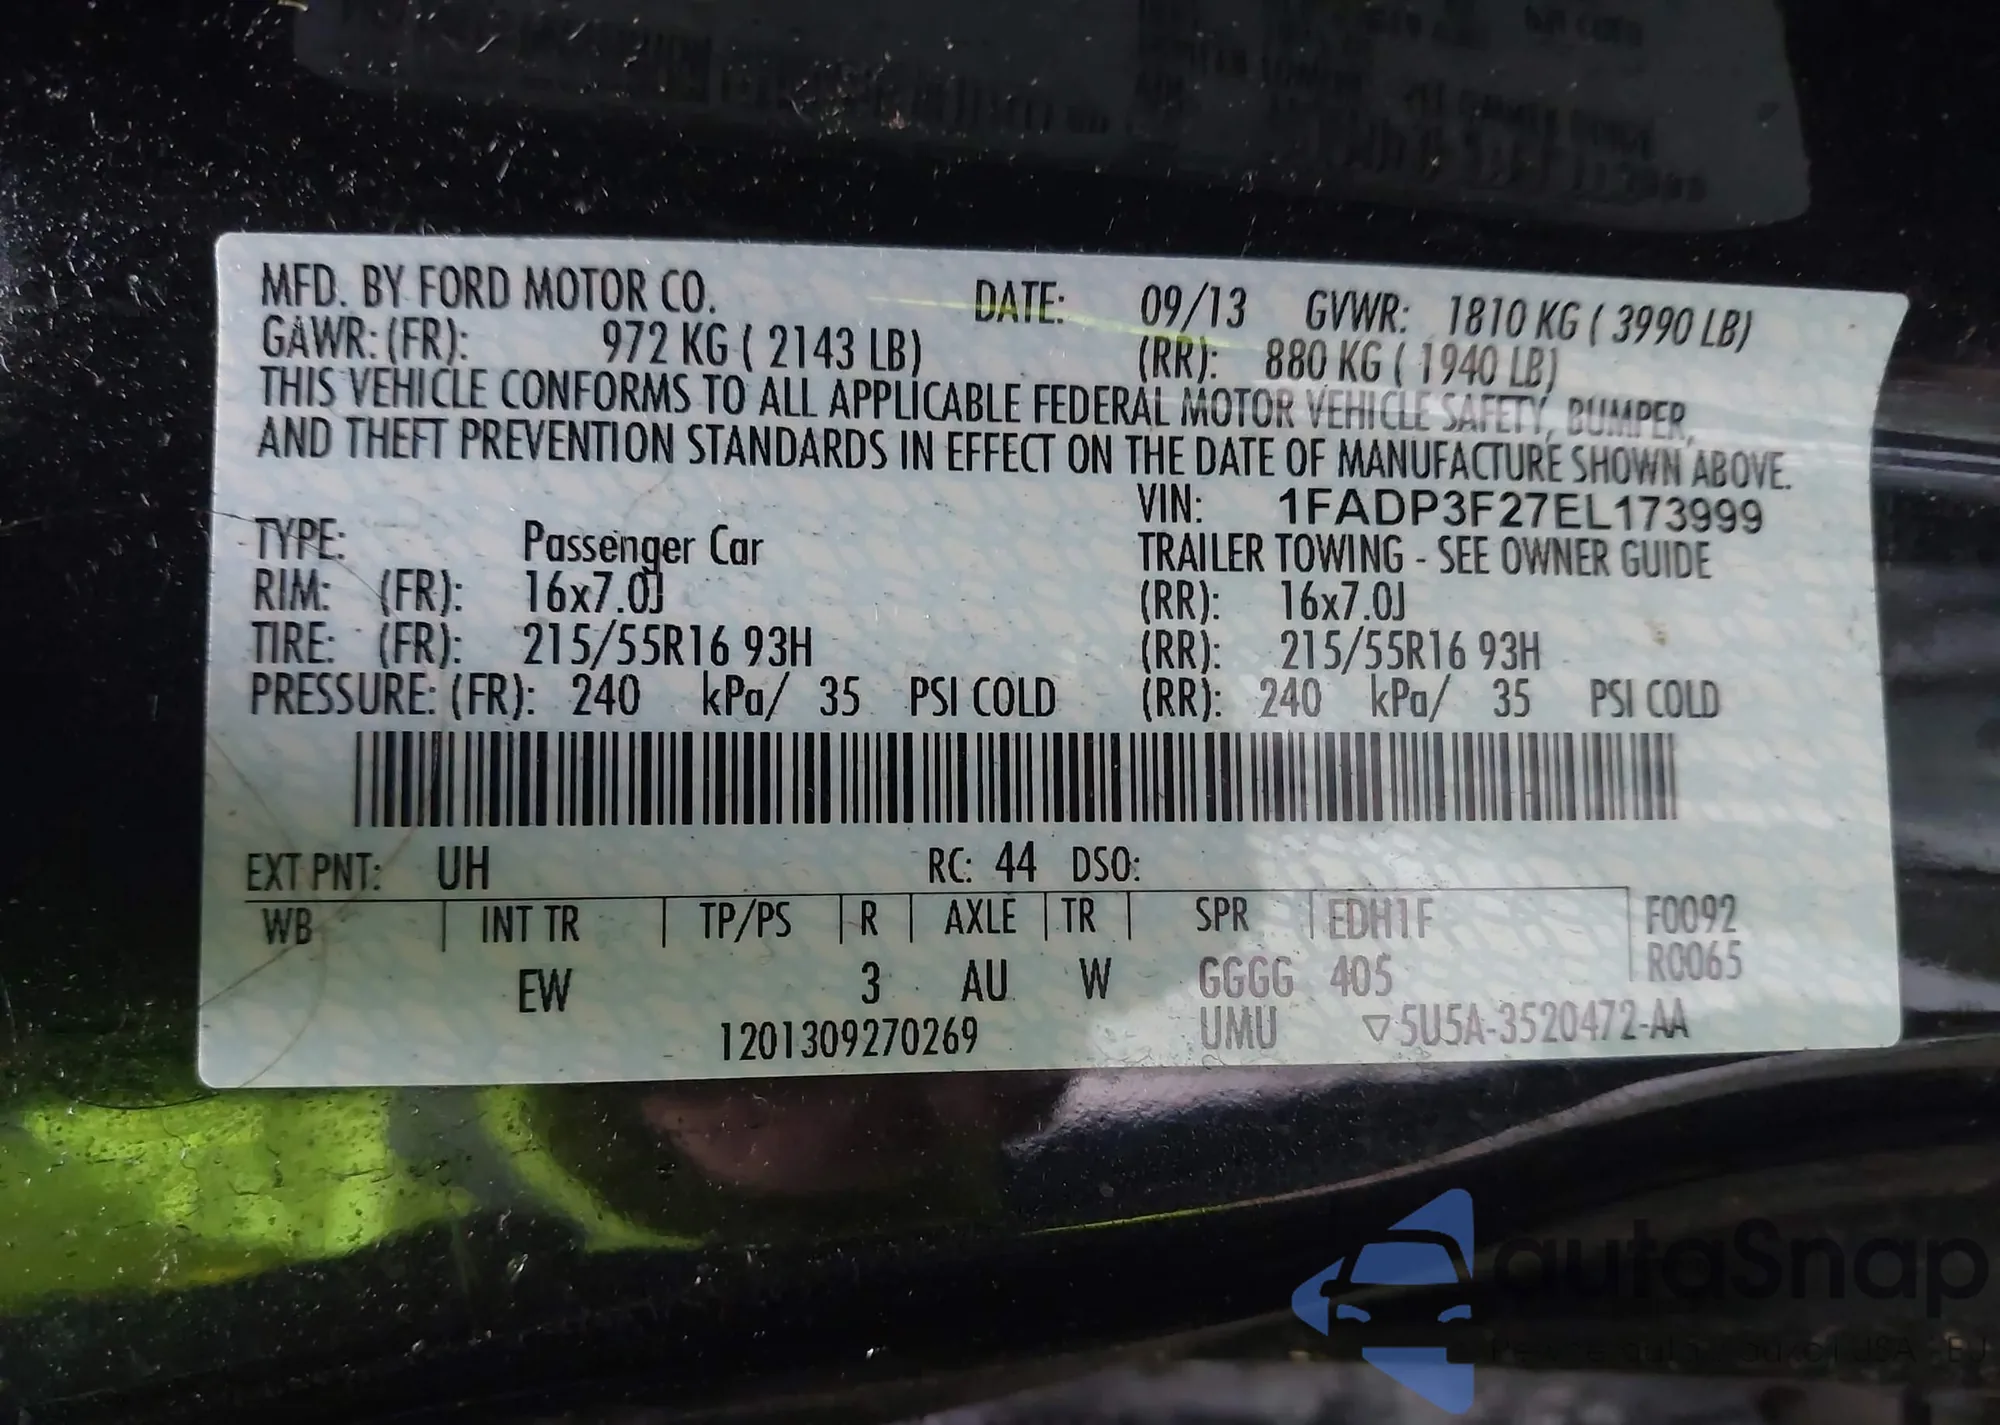 MFD. BY FORD MOTOR CO. DATE: 09/13 GVWR: 1810 KG ( 3990 LB)
GAWR: (FR): 972 KG ( 2143 LB) (RR): 880 KG ( 1940 LB)
THIS VEHICLE CONFORMS TO ALL APPLICABLE FEDERAL MOTOR VEHICLE SAFETY, BUMPER,
AND THEFT PREVENTION STANDARDS IN EFFECT ON THE DATE OF MANUFACTURE SHOWN ABOVE.
VIN: 1FADP3F27EL173999
TYPE: Passenger Car TRAILER TOWING - SEE OWNER GUIDE
RIM: (FR): 16x7.0J (RR): 16x7.0J
TIRE: (FR): 215/55R16 93H (RR): 215/55R16 93H
PRESSURE: (FR): 240 kPa/ 35 PSI COLD (RR): 240 kPa/ 35 PSI COLD
EXT PNT: UH RC: 44 DSO:
WB | INT TR | TP/PS | R | AXLE | TR | SPR | EDH1F F0092
EW 3 AU W GGGG 405 R0065
1201309270269 UMU ▽5U5A-3520472-AA
autoSnap